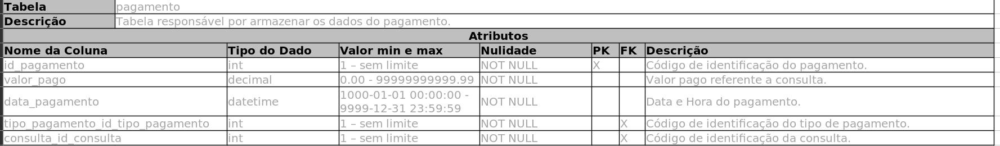 Tabela pagamento
Descrição Tabela responsável por armazenar os dados do pagamento.
Atributos
Nome da Coluna Tipo do Dado Valor min e max Nulidade PK FK Descrição
id_pagamento int 1 – sem limite NOT NULL X Código de identificação do pagamento.
valor_pago decimal 0.00 - 99999999999.99 NOT NULL Valor pago referente a consulta.
data_pagamento datetime 1000-01-01 00:00:00 -
9999-12-31 23:59:59 NOT NULL Data e Hora do pagamento.
tipo_pagamento_id_tipo_pagamento int 1 – sem limite NOT NULL X Código de identificação do tipo de pagamento.
consulta_id_consulta int 1 – sem limite NOT NULL X Código de identificação da consulta.